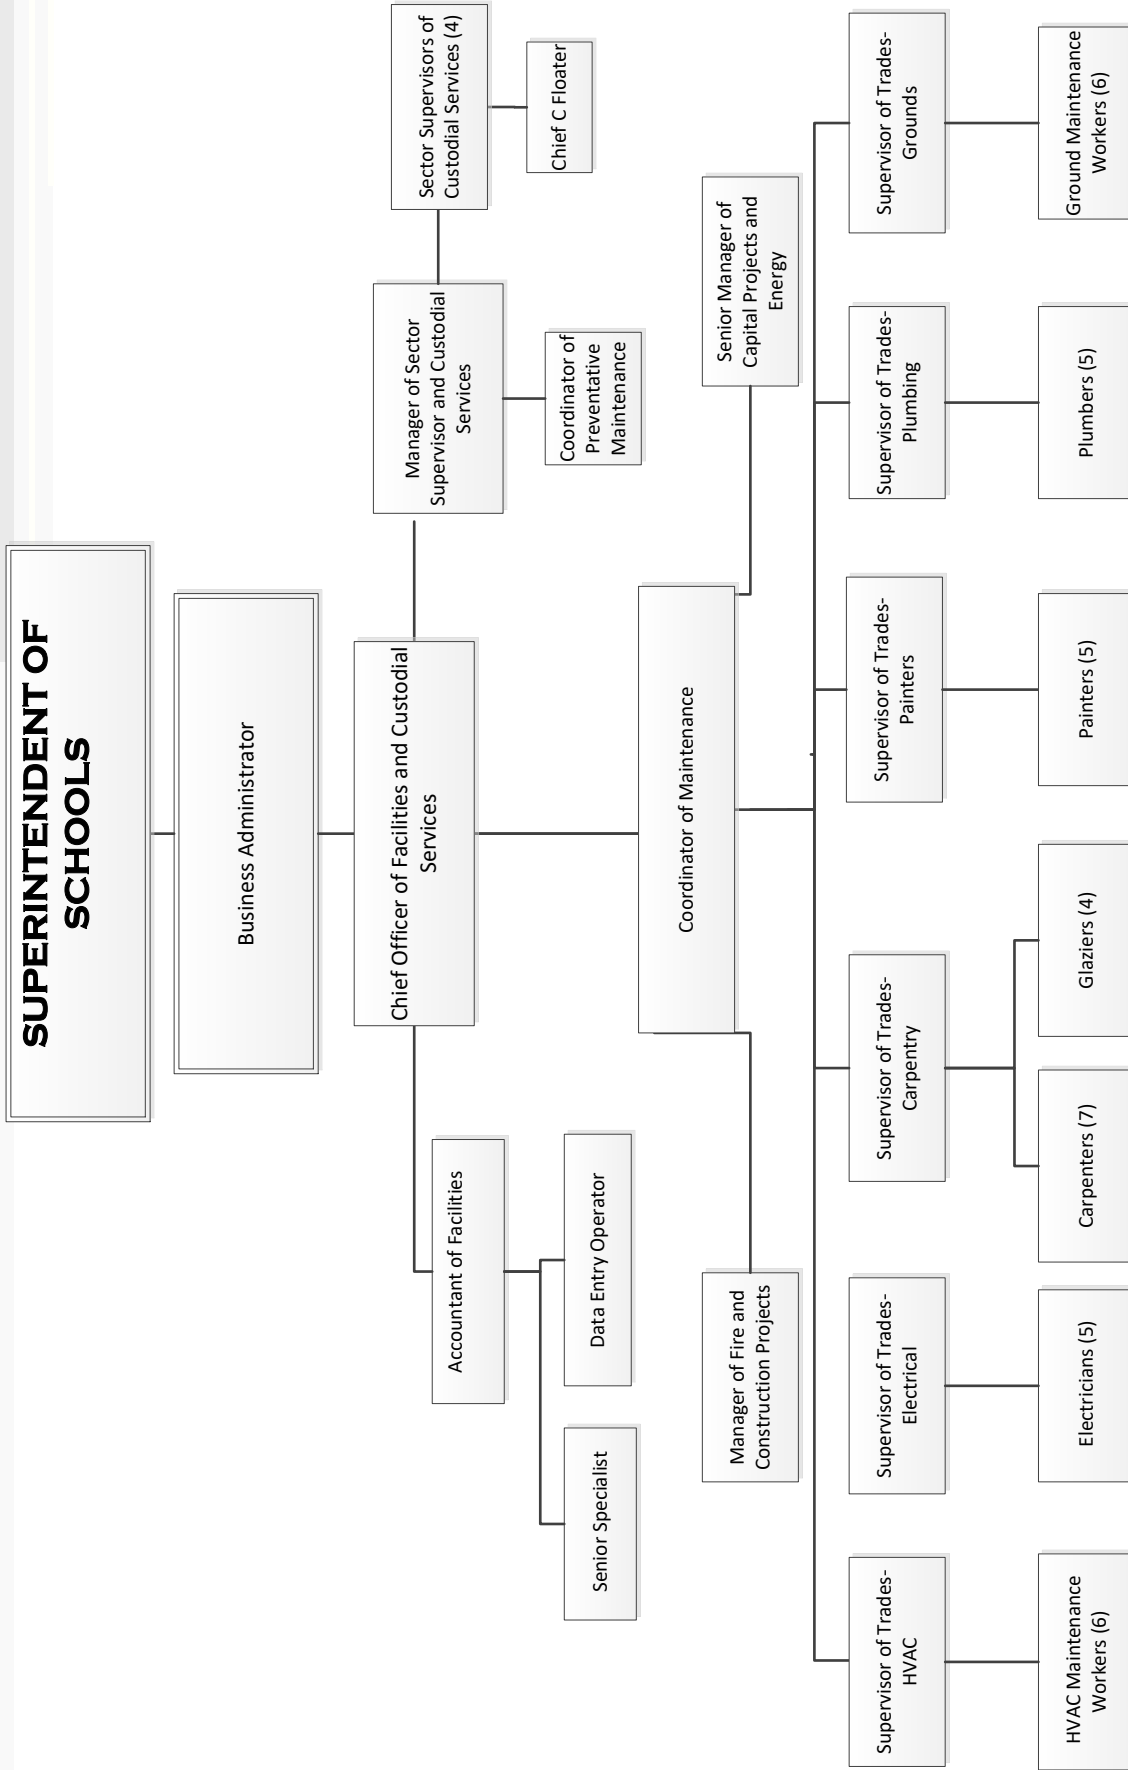 SUPERINTENDENT OF
SCHOOLS
Business Administrator
Chief Officer of Facilities and Custodial
Services
Accountant of Facilities
Senior Specialist
Data Entry Operator
Manager of Sector
Supervisor and Custodial
Services
Coordinator of
Preventative
Maintenance
Sector Supervisors of
Custodial Services (4)
Chief C Floater
Coordinator of Maintenance
Manager of Fire and
Construction Projects
Senior Manager of
Capital Projects and
Energy
Supervisor of Trades-
HVAC
Supervisor of Trades-
Electrical
Supervisor of Trades-
Carpentry
Supervisor of Trades-
Painters
Supervisor of Trades-
Plumbing
Supervisor of Trades-
Grounds
HVAC Maintenance
Workers (6)
Electricians (5)
Carpenters (7)
Glaziers (4)
Painters (5)
Plumbers (5)
Ground Maintenance
Workers (6)